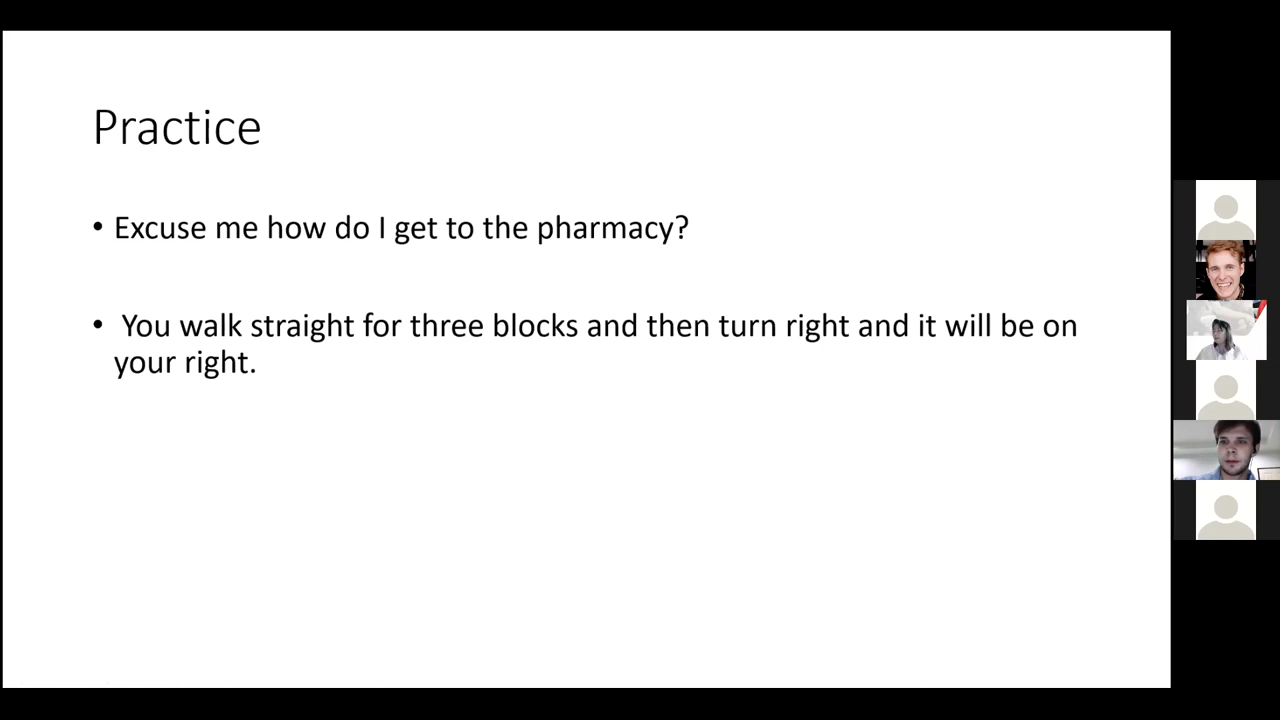 Practice
• Excuse me how do I get to the pharmacy?
• You walk straight for three blocks and then turn right and it will be on
your right.